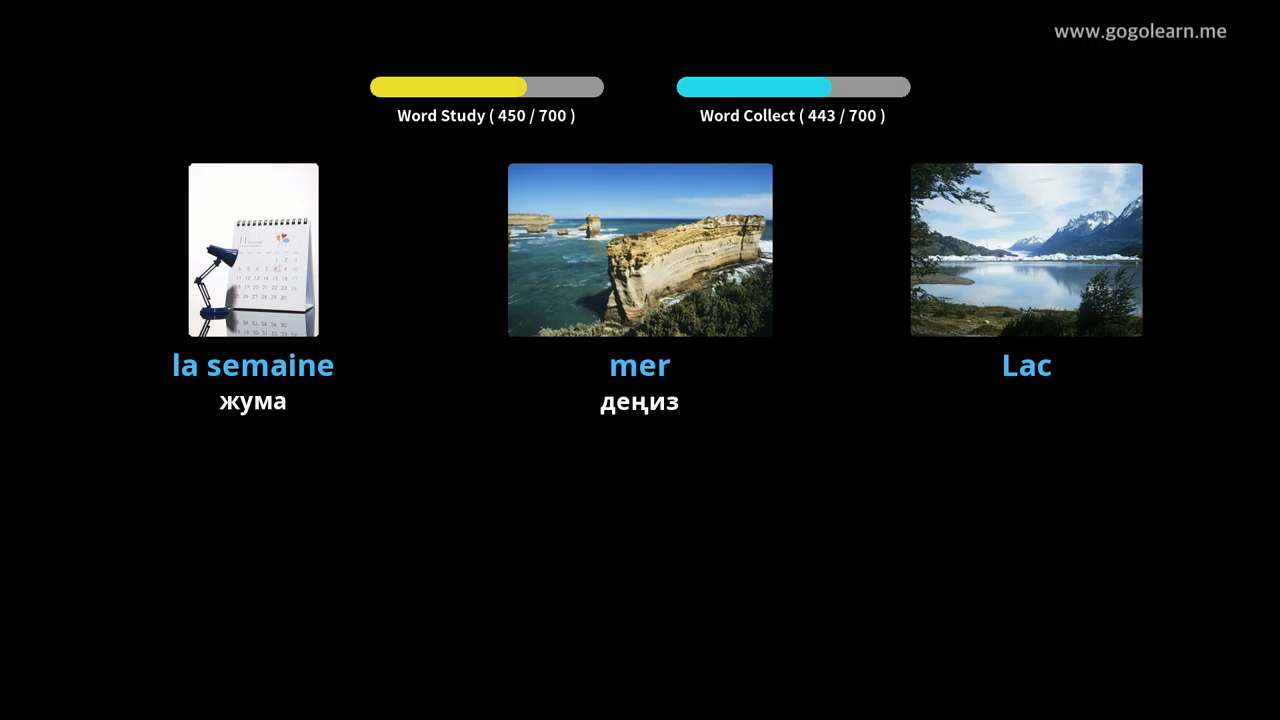 www.gogolearn.me
Word Study ( 450 / 700 )
Word Collect ( 443 / 700 )
la semaine
mer
Lac
жума
деңиз